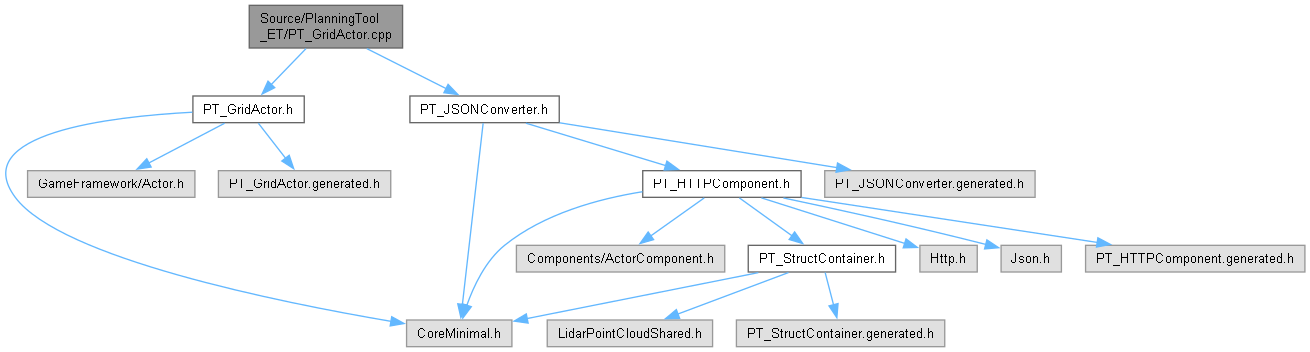 Source/PlanningTool
_ET/PT_GridActor.cpp
PT_GridActor.h
PT_JSONConverter.h
GameFramework/Actor.h
PT_GridActor.generated.h
PT_HTTPComponent.h
PT_JSONConverter.generated.h
Components/ActorComponent.h
PT_StructContainer.h
Http.h
Json.h
PT_HTTPComponent.generated.h
CoreMinimal.h
LidarPointCloudShared.h
PT_StructContainer.generated.h